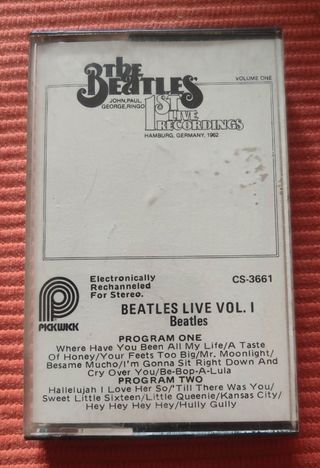 the
BEATLES
VOLUME ONE
JOHN, PAUL,
GEORGE, RINGO
1ST
LIVE
RECORDINGS
HAMBURG, GERMANY, 1962
Electronically
Rechanneled
For Stereo.
CS-3661
PICKWICK
BEATLES LIVE VOL. I
Beatles
PROGRAM ONE
Where Have You Been All My Life/A Taste
Of Honey/Your Feets Too Big/Mr. Moonlight/
Besame Mucho/I'm Gonna Sit Right Down And
Cry Over You/Be-Bop-A-Lula
PROGRAM TWO
Hallelujah I Love Her So/'Till There Was You/
Sweet Little Sixteen/Little Queenie/Kansas City/
Hey Hey Hey Hey/Hully Gully